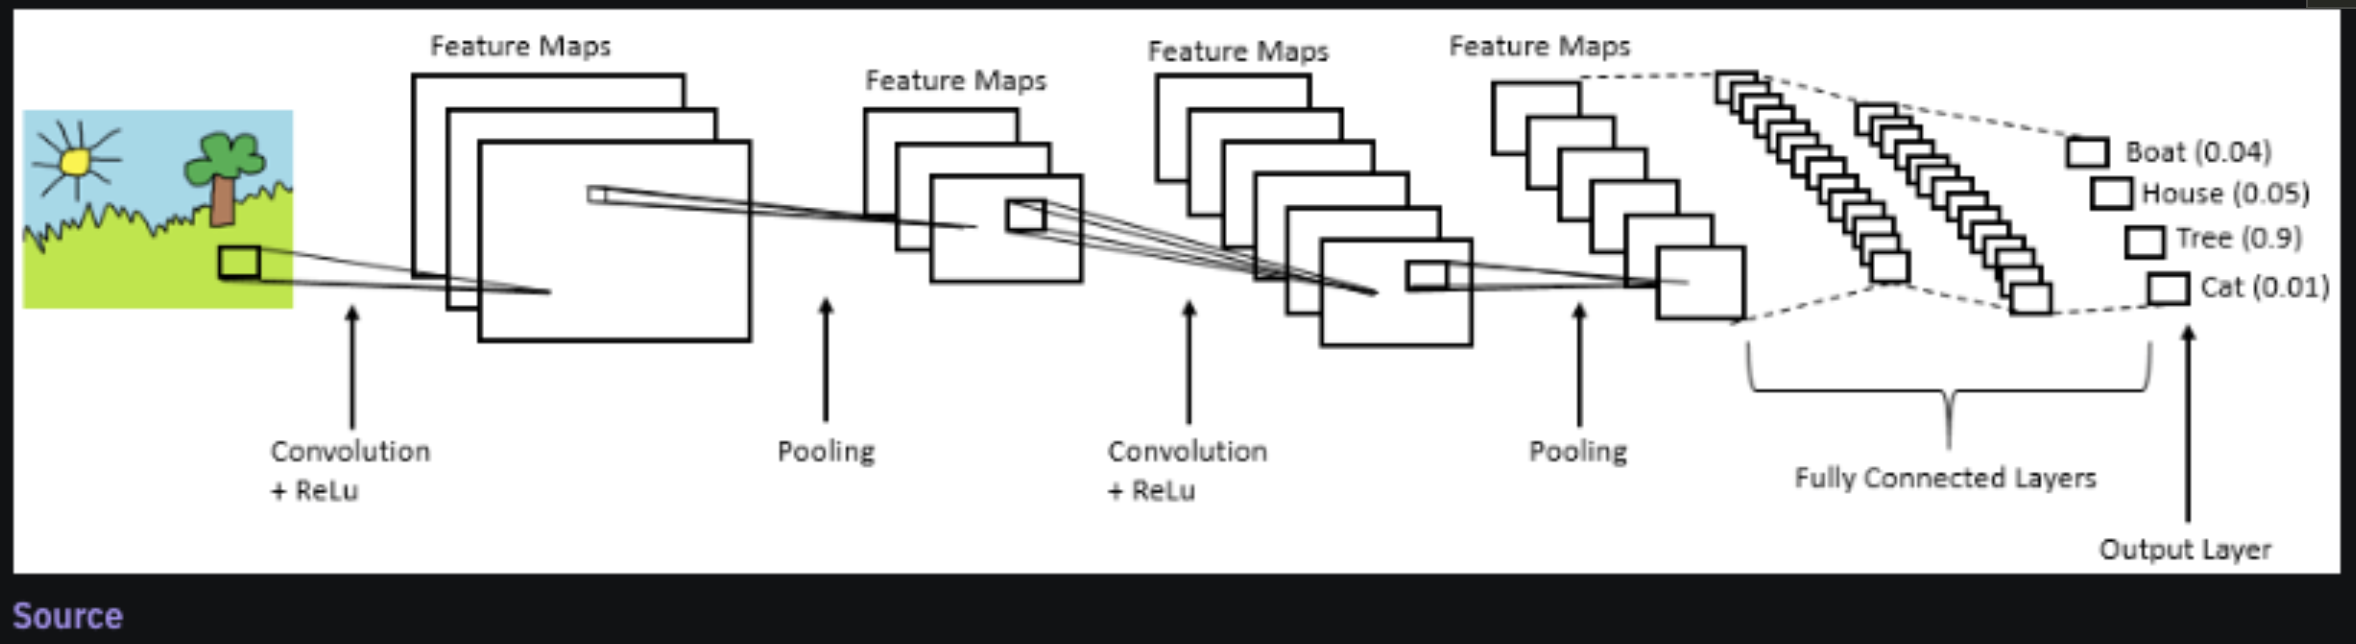 Feature Maps
Feature Maps
Feature Maps
Feature Maps
Boat (0.04)
House (0.05)
Tree (0.9)
Cat (0.01)
Convolution
+ ReLu
Pooling
Convolution
+ ReLu
Pooling
Fully Connected Layers
Output Layer
Source